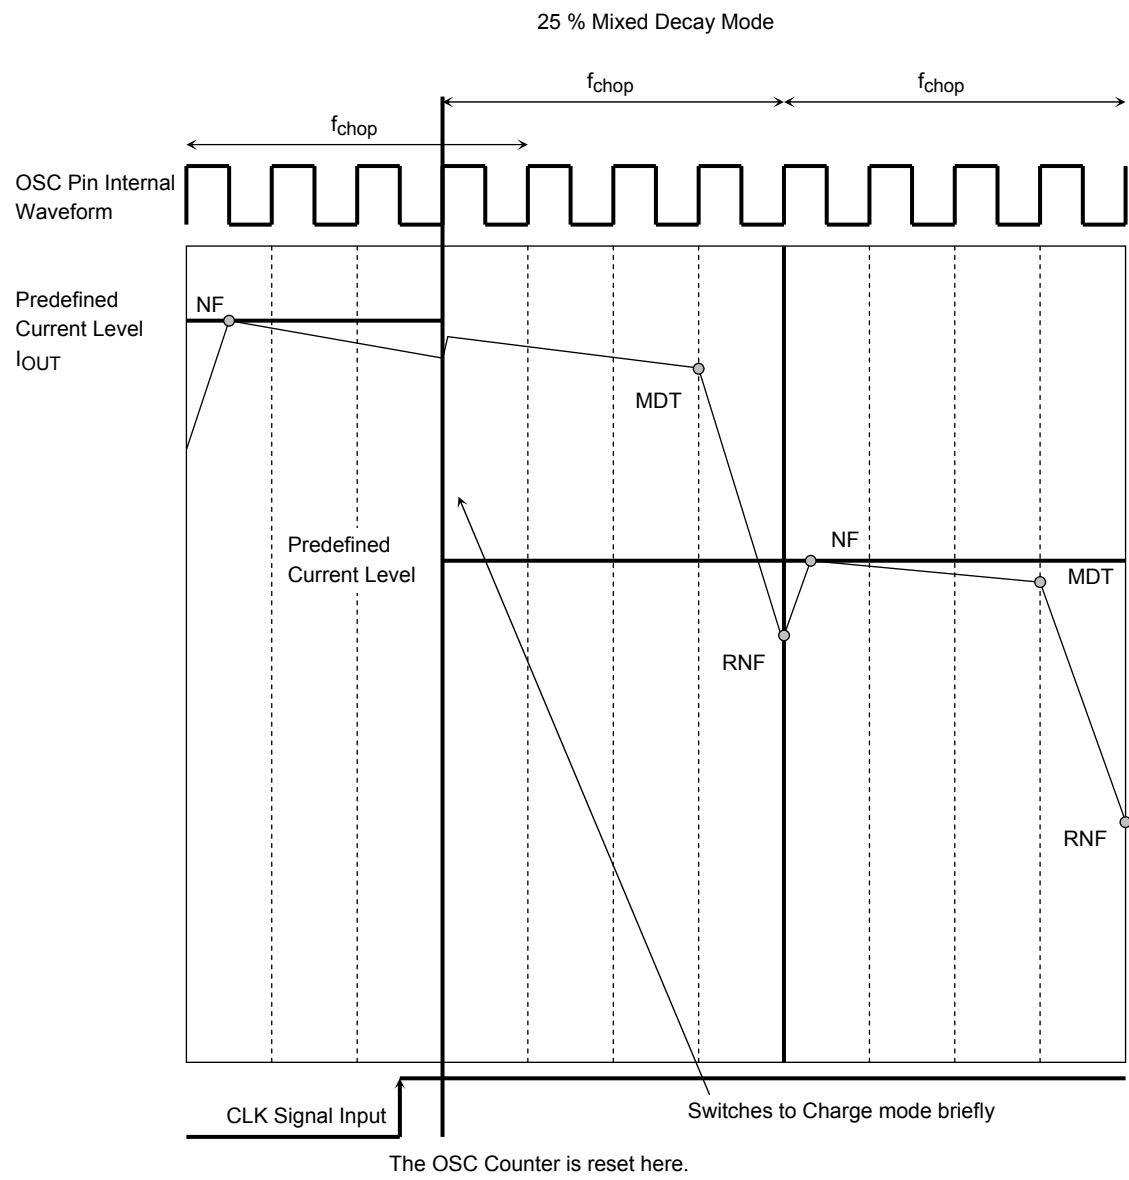 25 % Mixed Decay Mode
fchop
fchop
fchop
OSC Pin Internal
Waveform
Predefined
Current Level
IOUT
NF
MDT
Predefined
Current Level
NF
MDT
RNF
RNF
CLK Signal Input
Switches to Charge mode briefly
The OSC Counter is reset here.